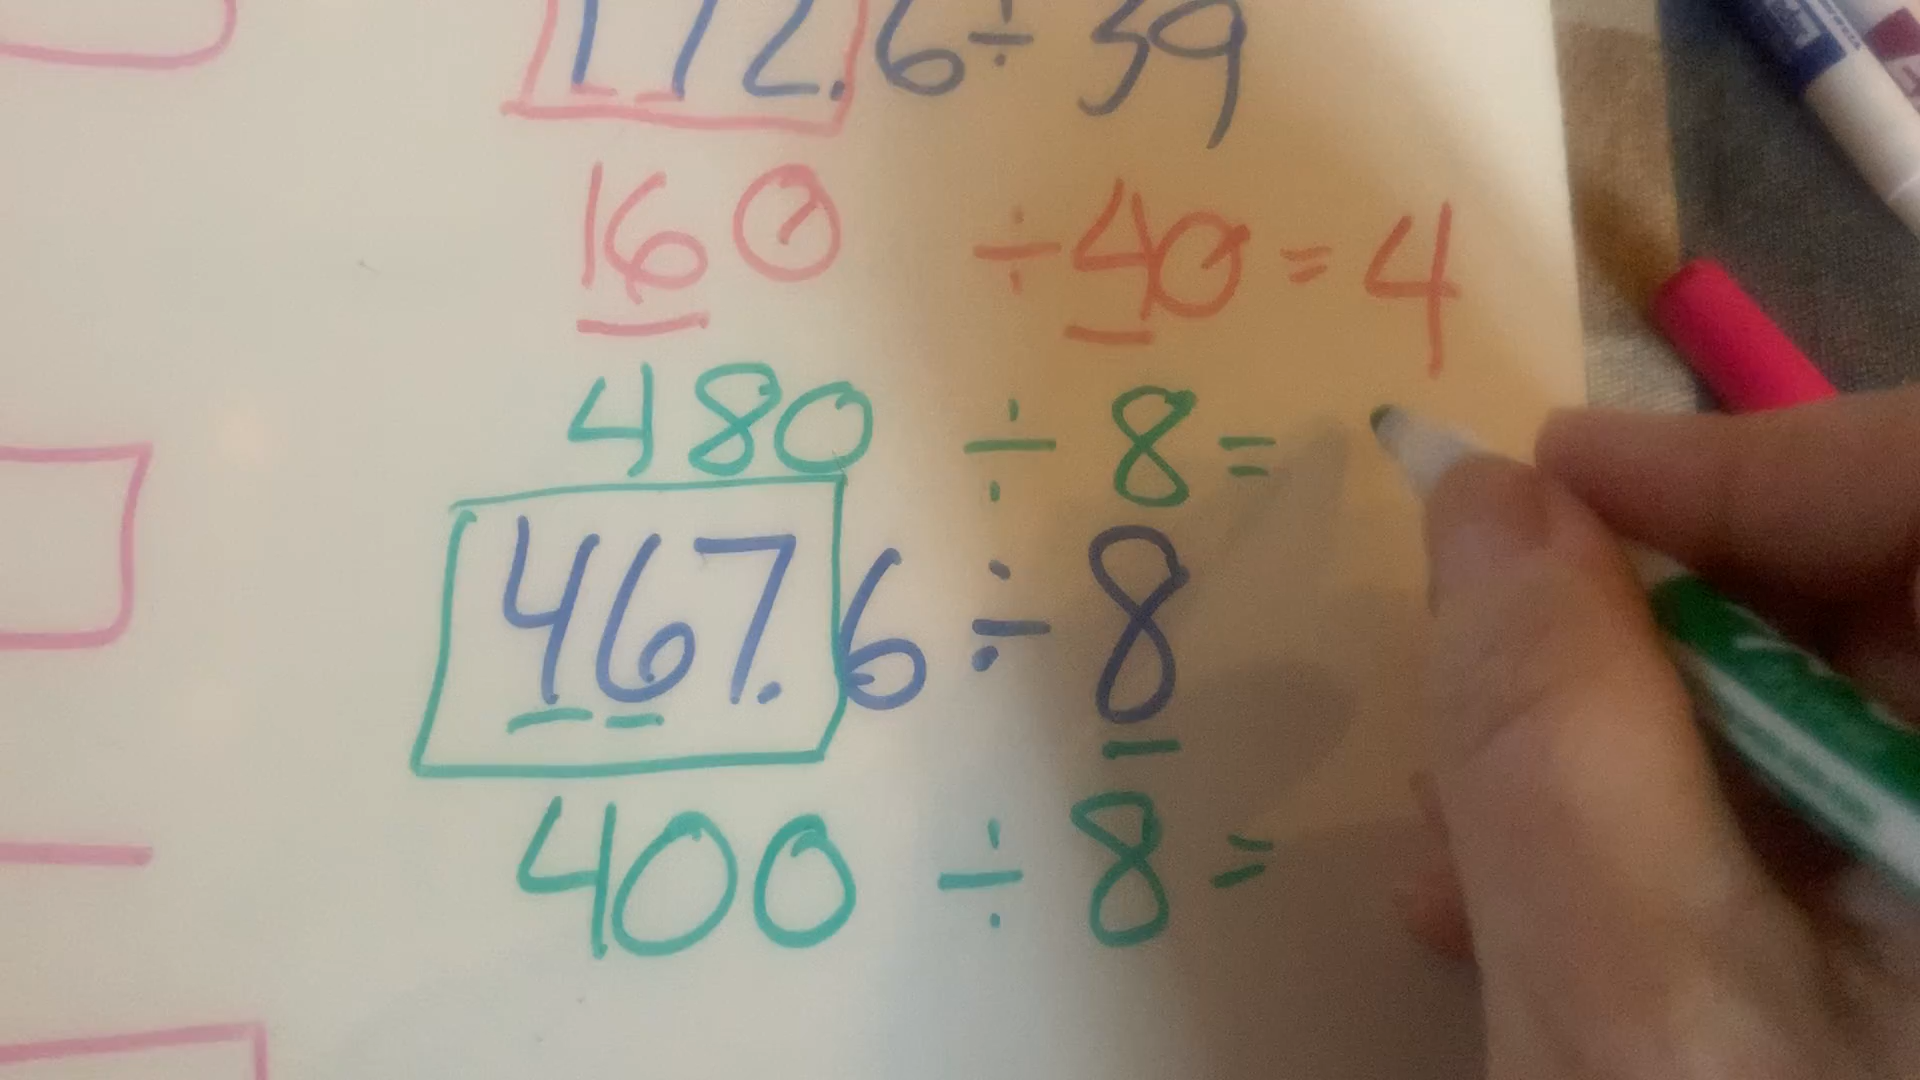 172.6 ÷ 39
160 ÷ 40 = 4
480 ÷ 8 =
467.6 ÷ 8
400 ÷ 8 =